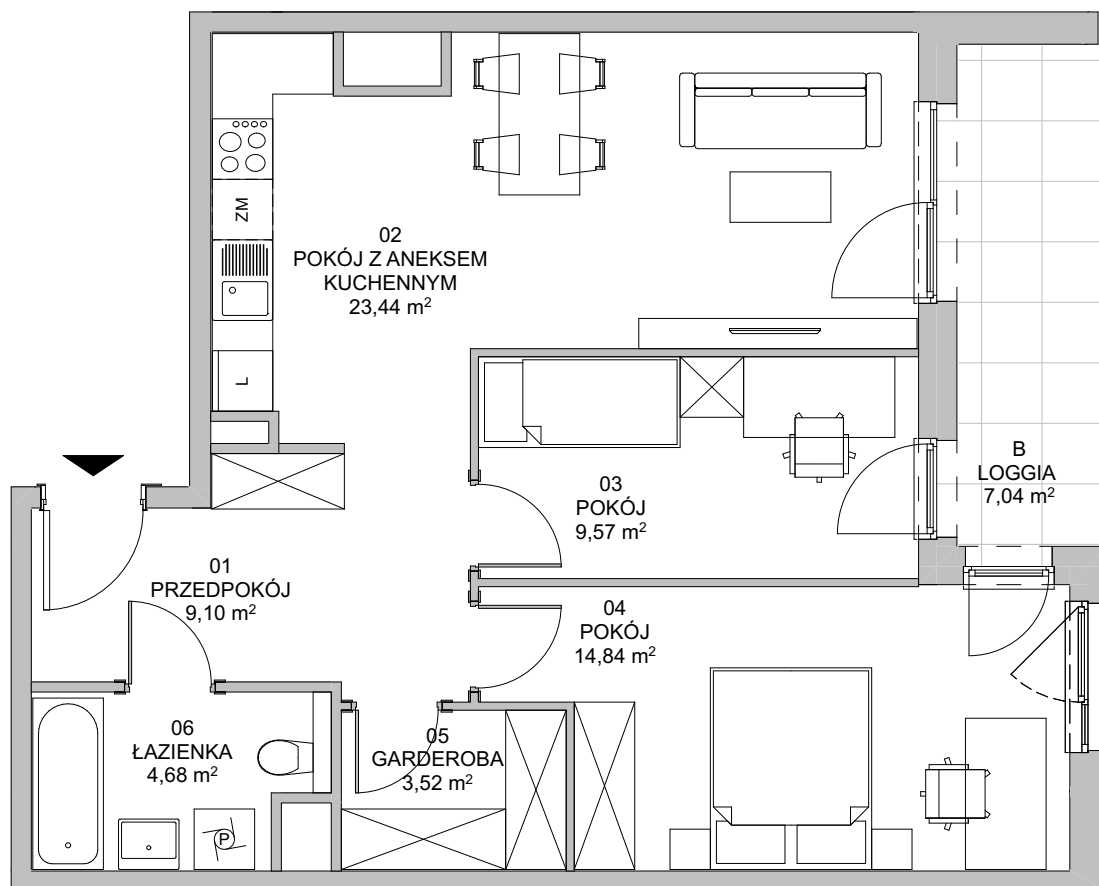 ZM
02
POKÓJ Z ANEKSEM
KUCHENNYM
23,44 m²
L
B
LOGGIA
7,04 m²
03
POKÓJ
9,57 m²
01
PRZEDPOKÓJ
9,10 m²
04
POKÓJ
14,84 m²
06
ŁAZIENKA
4,68 m²
05
GARDEROBA
3,52 m²
P